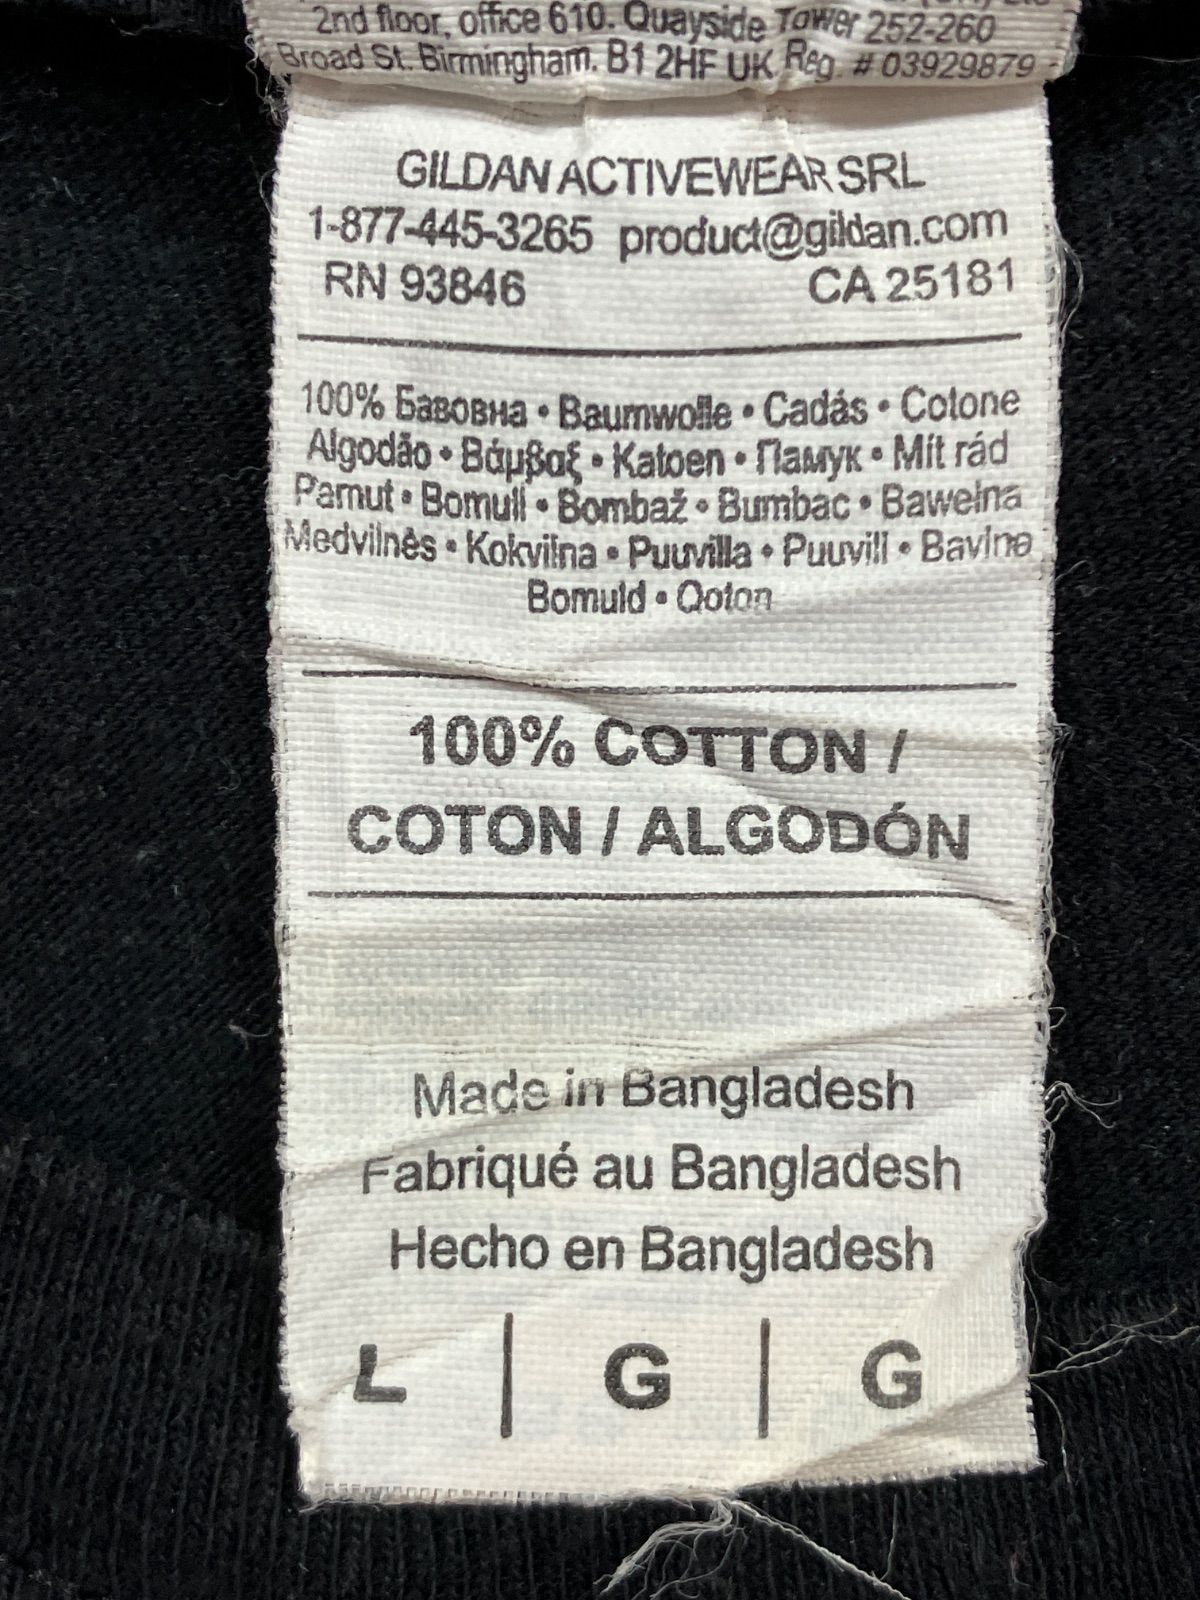 2nd floor, office 610. Quayside Tower 252-260
Broad St. Birmingham. B1 2HF UK Reg. # 03929879
GILDAN ACTIVEWEAR SRL
1-877-445-3265 product@gildan.com
RN 93846 CA 25181
100% Бавовна • Baumwolle • Cadás • Cotone
Algodão • Βάμβαξ • Katoen • Памук • Mít rád
Pamut • Bomull • Bombaž • Bumbac • Bawełna
Medvilnės • Kokvilna • Puuvilla • Puuvill • Bavlna
Bomuld • Qoton
100% COTTON /
COTON / ALGODÓN
Made in Bangladesh
Fabriqué au Bangladesh
Hecho en Bangladesh
L | G | G